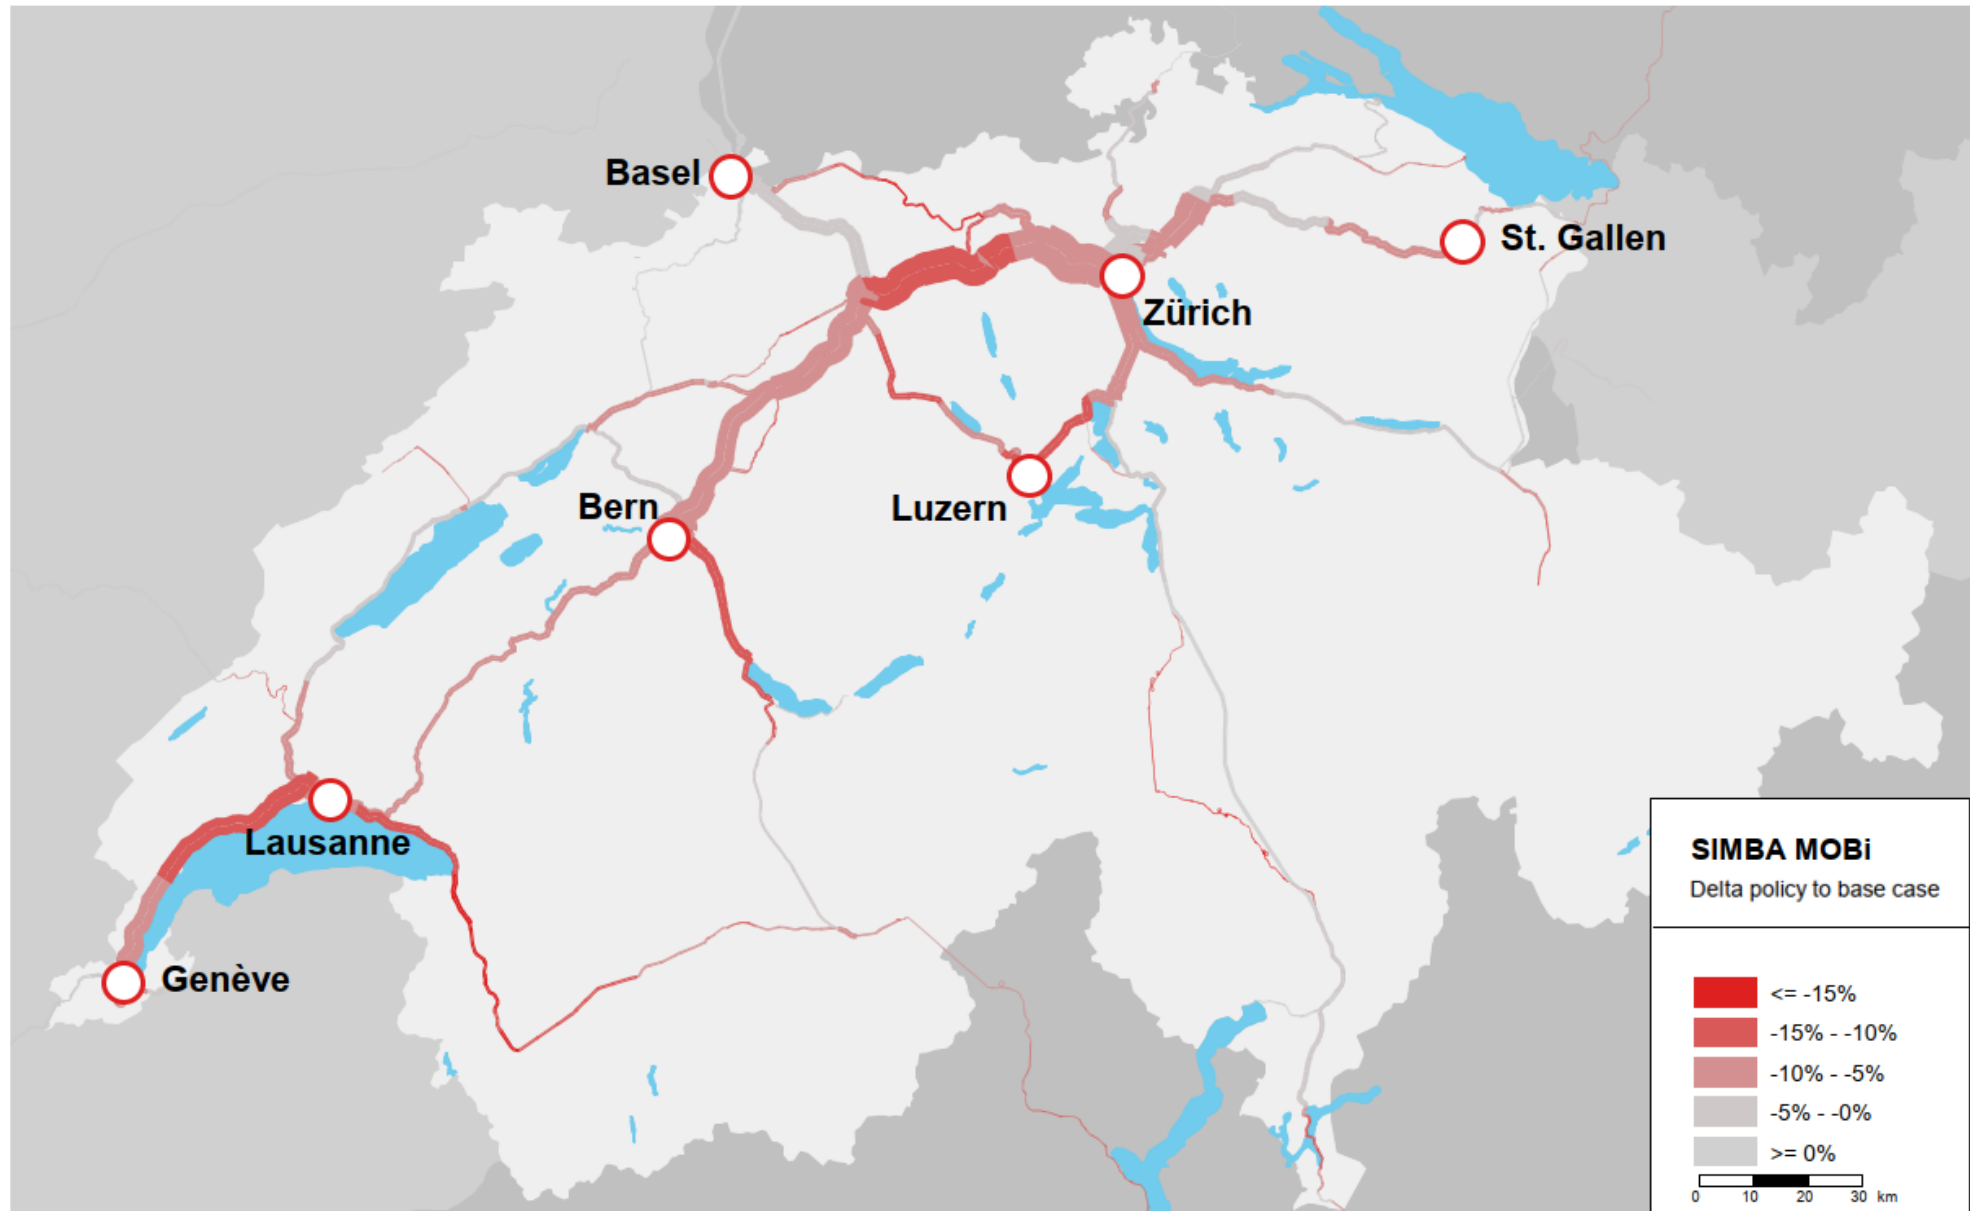 Basel
St. Gallen
Zürich
Bern
Luzern
Lausanne
Genève
SIMBA MOBi
Delta policy to base case
<= -15%
-15% - -10%
-10% - -5%
-5% - -0%
>= 0%
0 10 20 30 km